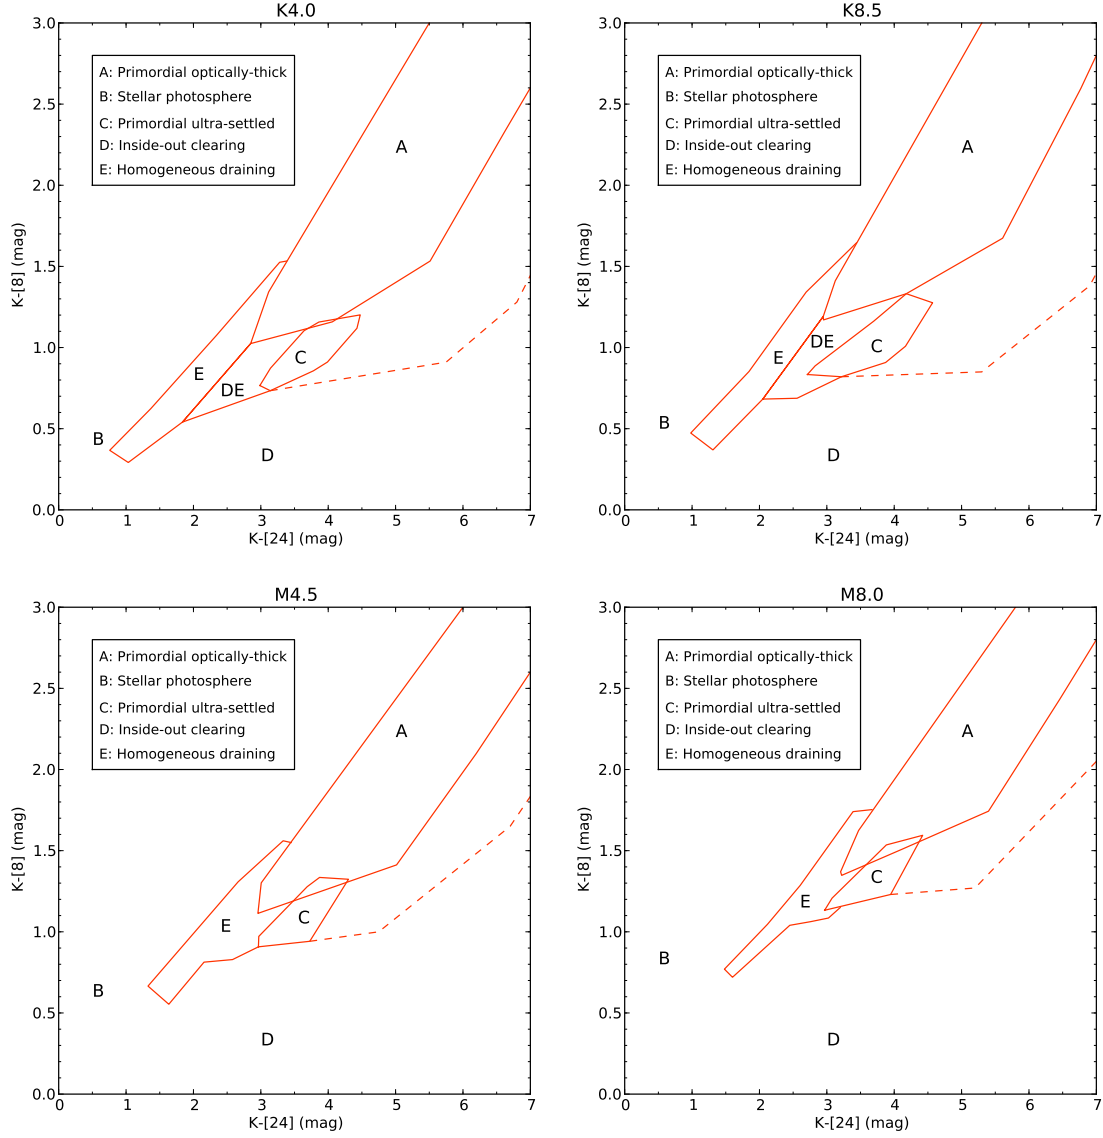 K4.0
K-[8] (mag)
3.0
2.5
2.0
1.5
1.0
0.5
0.0
A: Primordial optically-thick
B: Stellar photosphere
C: Primordial ultra-settled
D: Inside-out clearing
E: Homogeneous draining
A
C
E
DE
B
D
0 1 2 3 4 5 6 7
K-[24] (mag)
K8.5
K-[8] (mag)
3.0
2.5
2.0
1.5
1.0
0.5
0.0
A: Primordial optically-thick
B: Stellar photosphere
C: Primordial ultra-settled
D: Inside-out clearing
E: Homogeneous draining
A
DE
C
E
B
D
0 1 2 3 4 5 6 7
K-[24] (mag)
M4.5
K-[8] (mag)
3.0
2.5
2.0
1.5
1.0
0.5
0.0
A: Primordial optically-thick
B: Stellar photosphere
C: Primordial ultra-settled
D: Inside-out clearing
E: Homogeneous draining
A
C
E
B
D
0 1 2 3 4 5 6 7
K-[24] (mag)
M8.0
K-[8] (mag)
3.0
2.5
2.0
1.5
1.0
0.5
0.0
A: Primordial optically-thick
B: Stellar photosphere
C: Primordial ultra-settled
D: Inside-out clearing
E: Homogeneous draining
A
C
E
B
D
0 1 2 3 4 5 6 7
K-[24] (mag)